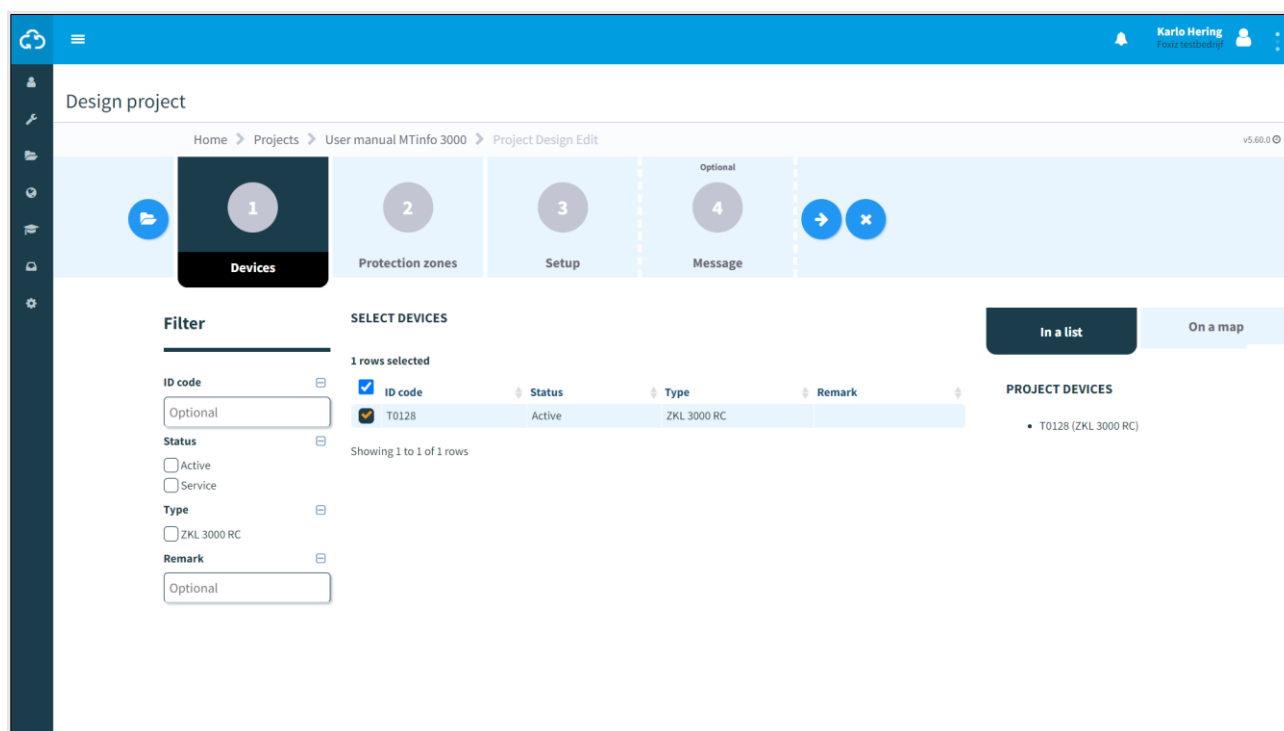 Karlo Hering
Foxiz testbedrijf
Design project
Home Projects User manual MTinfo 3000 Project Design Edit
v5.60.0
1
Devices
2
Protection zones
3
Setup
Optional
4
Message
Filter
ID code
Optional
Status
Active
Service
Type
ZKL 3000 RC
Remark
Optional
SELECT DEVICES
1 rows selected
ID code Status Type Remark
T0128 Active ZKL 3000 RC
Showing 1 to 1 of 1 rows
In a list
On a map
PROJECT DEVICES
• T0128 (ZKL 3000 RC)